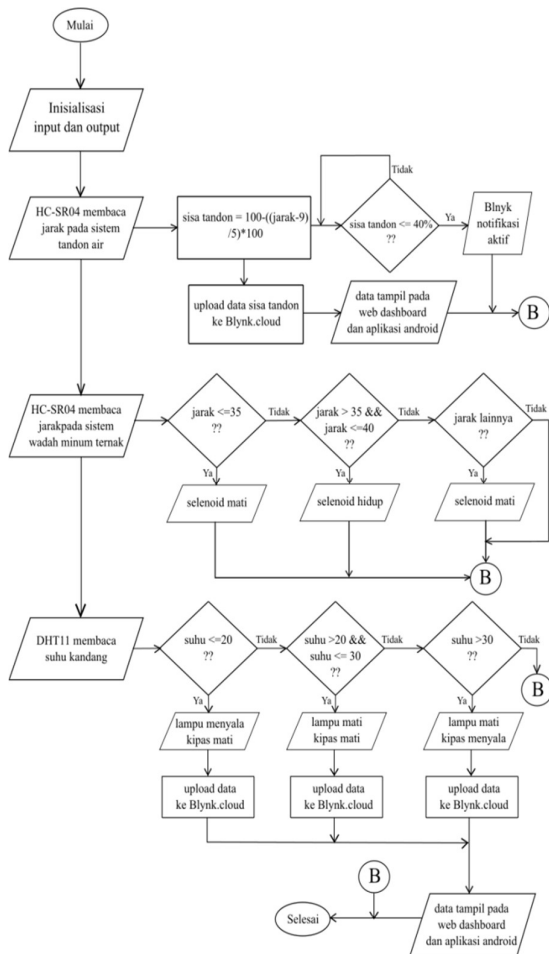 Mulai
Inisialisasi
input dan output
HC-SR04 membaca
jarak pada sistem
tandon air
sisa tandon = 100-((jarak-9)
/5)*100
Tidak
sisa tandon <= 40%
??
Ya
Blnyk
notifikasi
aktif
upload data sisa tandon
ke Blynk.cloud
data tampil pada
web dashboard
dan aplikasi android
B
HC-SR04 membaca
jarakpada sistem
wadah minum ternak
jarak <=35
??
Tidak
jarak > 35 &&
jarak <=40
??
Tidak
jarak lainnya
??
Tidak
Ya
Ya
Ya
selenoid mati
selenoid hidup
selenoid mati
B
DHT11 membaca
suhu kandang
suhu <=20
??
Tidak
suhu >20 &&
suhu <= 30
??
Tidak
suhu >30
??
Tidak
B
Ya
Ya
Ya
lampu menyala
kipas mati
lampu mati
kipas mati
lampu mati
kipas menyala
upload data
ke Blynk.cloud
upload data
ke Blynk.cloud
upload data
ke Blynk.cloud
B
Selesai
data tampil pada
web dashboard
dan aplikasi android